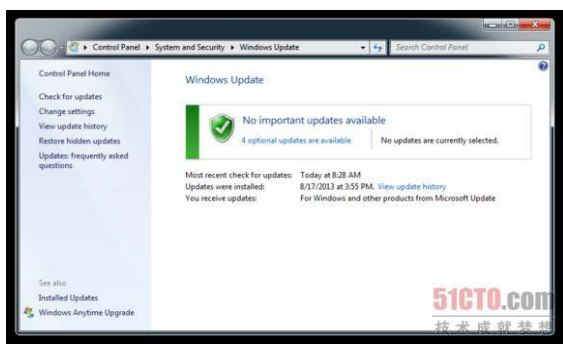 Control Panel ▸ System and Security ▸ Windows Update
Search Control Panel
Control Panel Home
Check for updates
Change settings
View update history
Restore hidden updates
Updates: frequently asked
questions
See also
Installed Updates
Windows Anytime Upgrade
Windows Update
No important updates available
4 optional updates are available
No updates are currently selected.
Most recent check for updates: Today at 8:28 AM
Updates were installed: 8/17/2013 at 3:55 PM. View update history
You receive updates: For Windows and other products from Microsoft Update
51CTO.com
技术成就梦想